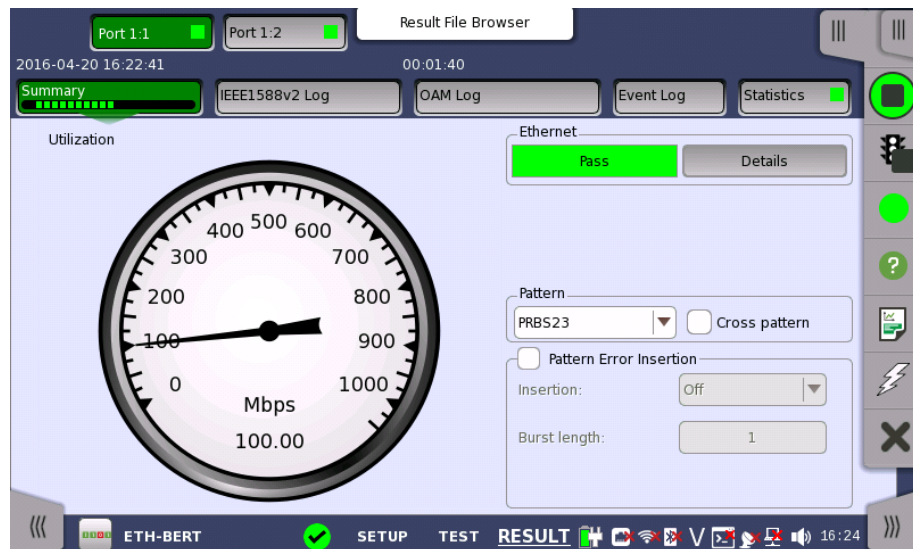 Port 1:1
Port 1:2
Result File Browser
2016-04-20 16:22:41
00:01:40
Summary
IEEE1588v2 Log
OAM Log
Event Log
Statistics
Utilization
0
100
200
300
400
500
600
700
800
900
1000
Mbps
100.00
Ethernet
Pass
Details
Pattern
PRBS23
Cross pattern
Pattern Error Insertion
Insertion:
Off
Burst length:
1
ETH-BERT
SETUP
TEST
RESULT
V
16:24